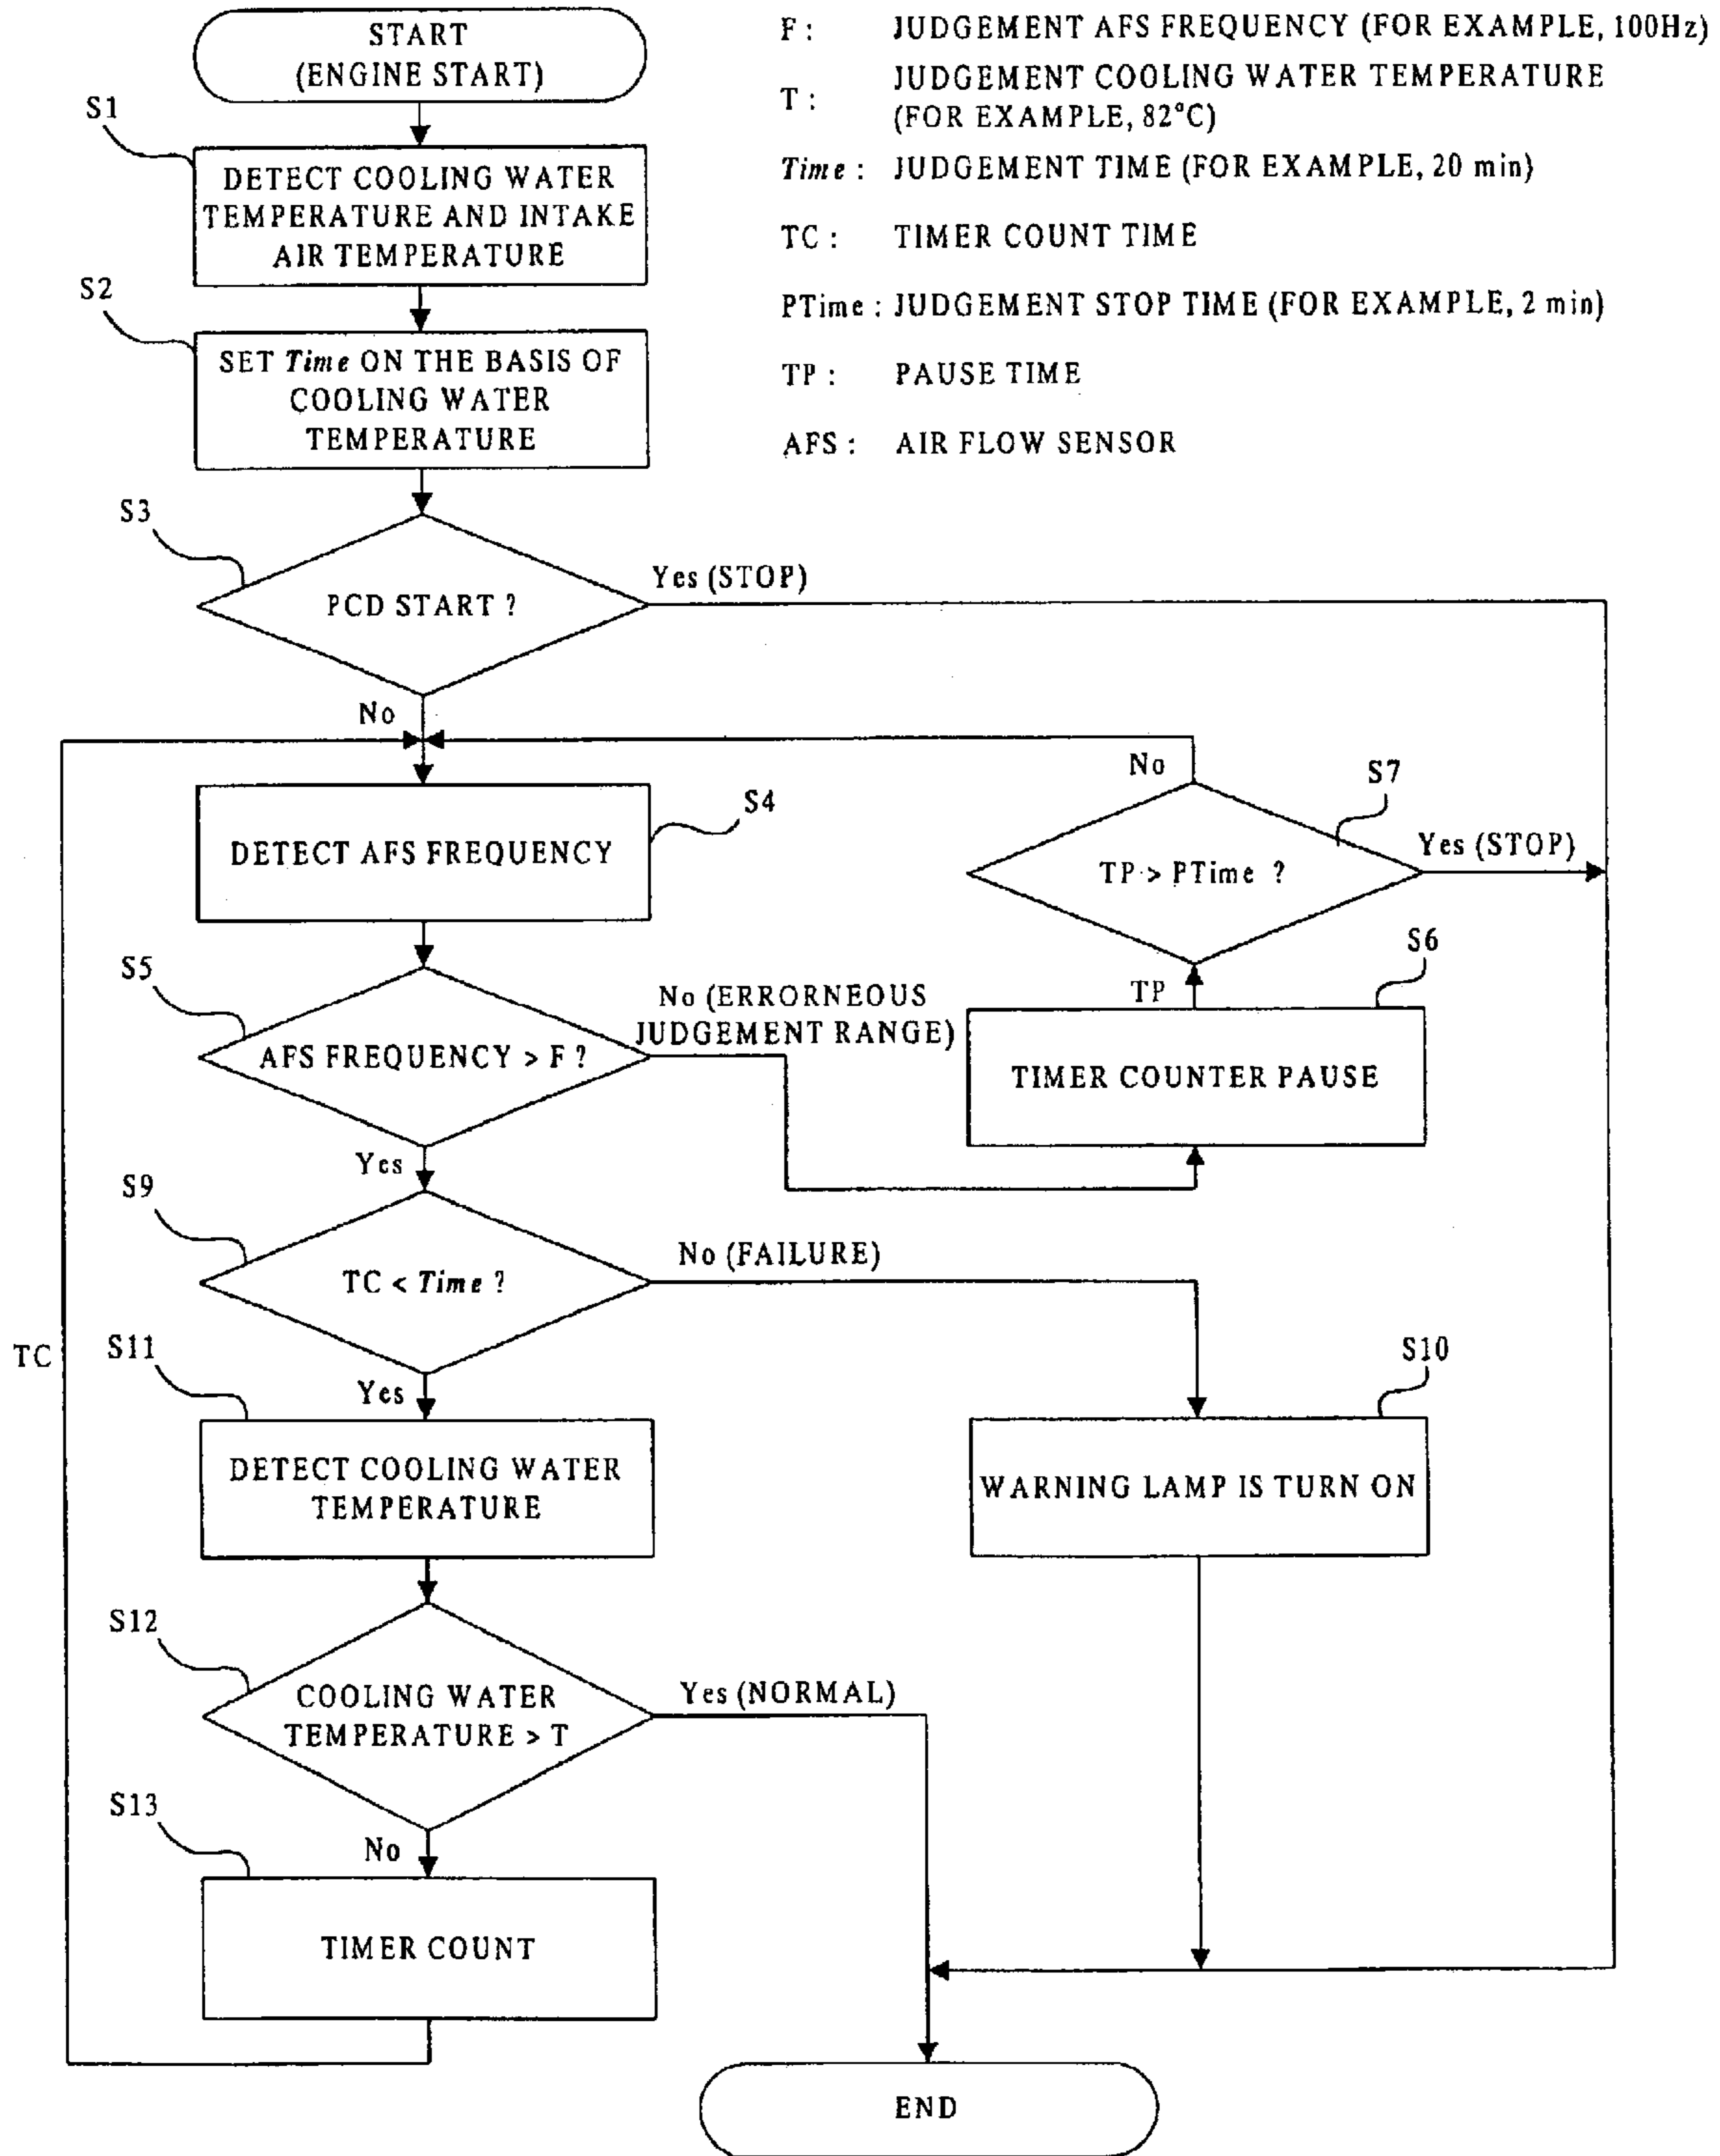 START
(ENGINE START)
F : JUDGEMENT AFS FREQUENCY (FOR EXAMPLE, 100Hz)
T : JUDGEMENT COOLING WATER TEMPERATURE
(FOR EXAMPLE, 82°C)
Time : JUDGEMENT TIME (FOR EXAMPLE, 20 min)
TC : TIMER COUNT TIME
PTime : JUDGEMENT STOP TIME (FOR EXAMPLE, 2 min)
TP : PAUSE TIME
AFS : AIR FLOW SENSOR
S1
DETECT COOLING WATER
TEMPERATURE AND INTAKE
AIR TEMPERATURE
S2
SET Time ON THE BASIS OF
COOLING WATER
TEMPERATURE
S3
PCD START ?
Yes (STOP)
No
S4
DETECT AFS FREQUENCY
No
S7
TP > PTime ?
Yes (STOP)
S5
AFS FREQUENCY > F ?
No (ERRORNEOUS
JUDGEMENT RANGE)
S6
TP
TIMER COUNTER PAUSE
Yes
S9
TC < Time ?
No (FAILURE)
TC
S11
Yes
DETECT COOLING WATER
TEMPERATURE
S10
WARNING LAMP IS TURN ON
S12
COOLING WATER
TEMPERATURE > T
Yes (NORMAL)
S13
No
TIMER COUNT
END